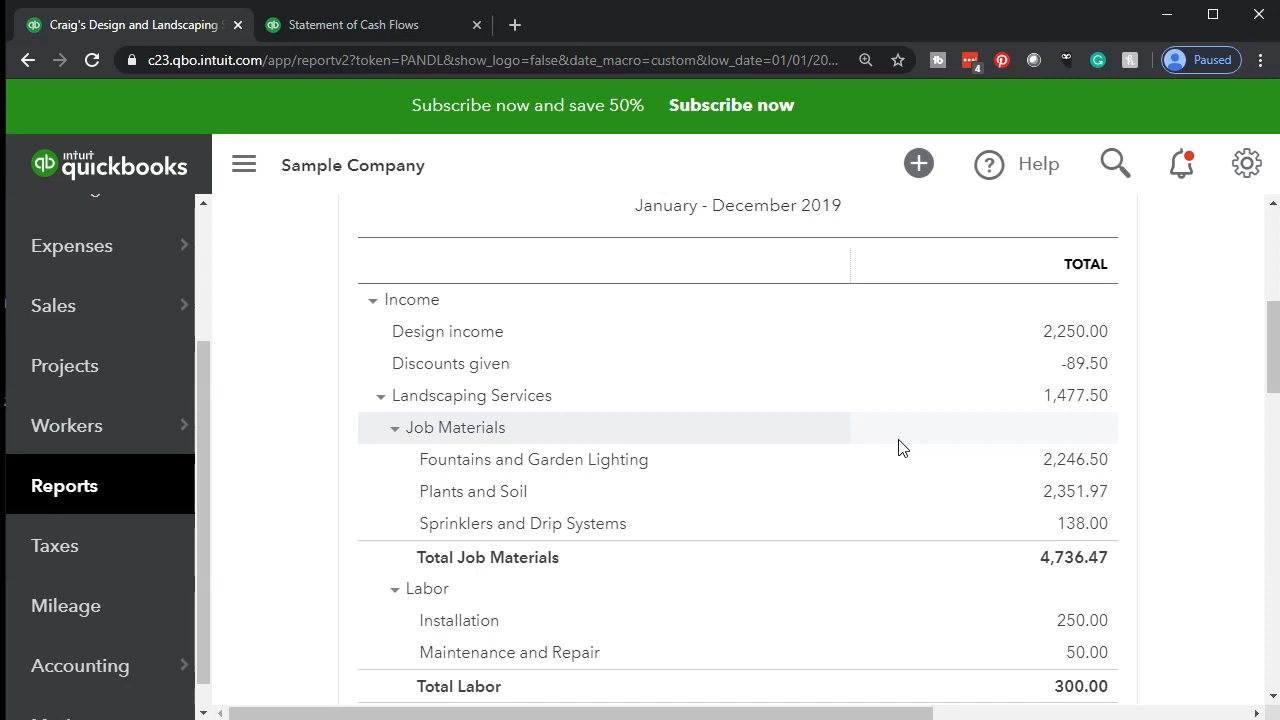 Craig's Design and Landscaping
Statement of Cash Flows
c23.qbo.intuit.com/app/reportv2?token=PANDL&show_logo=false&date_macro=custom&low_date=01/01/20...
4
Paused
Subscribe now and save 50% Subscribe now
qb intuit quickbooks
Sample Company
Help
Expenses
Sales
Projects
Workers
Reports
Taxes
Mileage
Accounting
January - December 2019
TOTAL
Income
Design income 2,250.00
Discounts given -89.50
Landscaping Services 1,477.50
Job Materials
Fountains and Garden Lighting 2,246.50
Plants and Soil 2,351.97
Sprinklers and Drip Systems 138.00
Total Job Materials 4,736.47
Labor
Installation 250.00
Maintenance and Repair 50.00
Total Labor 300.00